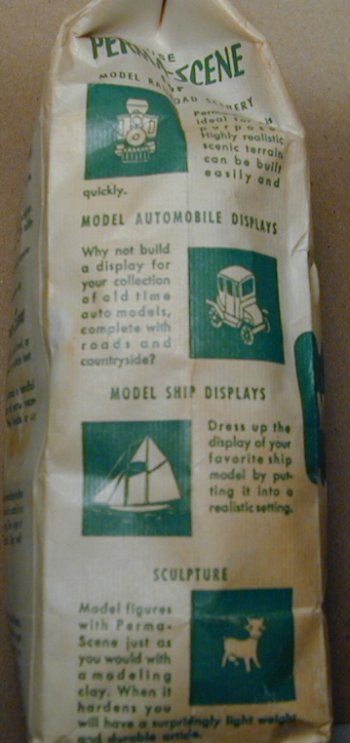 USE
PERMA-SCENE
for
MODEL RAILROAD SCENERY
Perma- is
ideal for
purpose
Highly realistic
scenic terrain
can be built
easily and
quickly.
MODEL AUTOMOBILE DISPLAYS
Why not build
a display for
your collection
of old time
auto models,
complete with
roads and
countryside?
MODEL SHIP DISPLAYS
Dress up the
display of your
favorite ship
model by put-
ting it into a
realistic setting.
SCULPTURE
Model figures
with Perma-
Scene just as
you would with
a modeling
clay. When it
hardens you
will have a surprisingly light weight
and durable article.